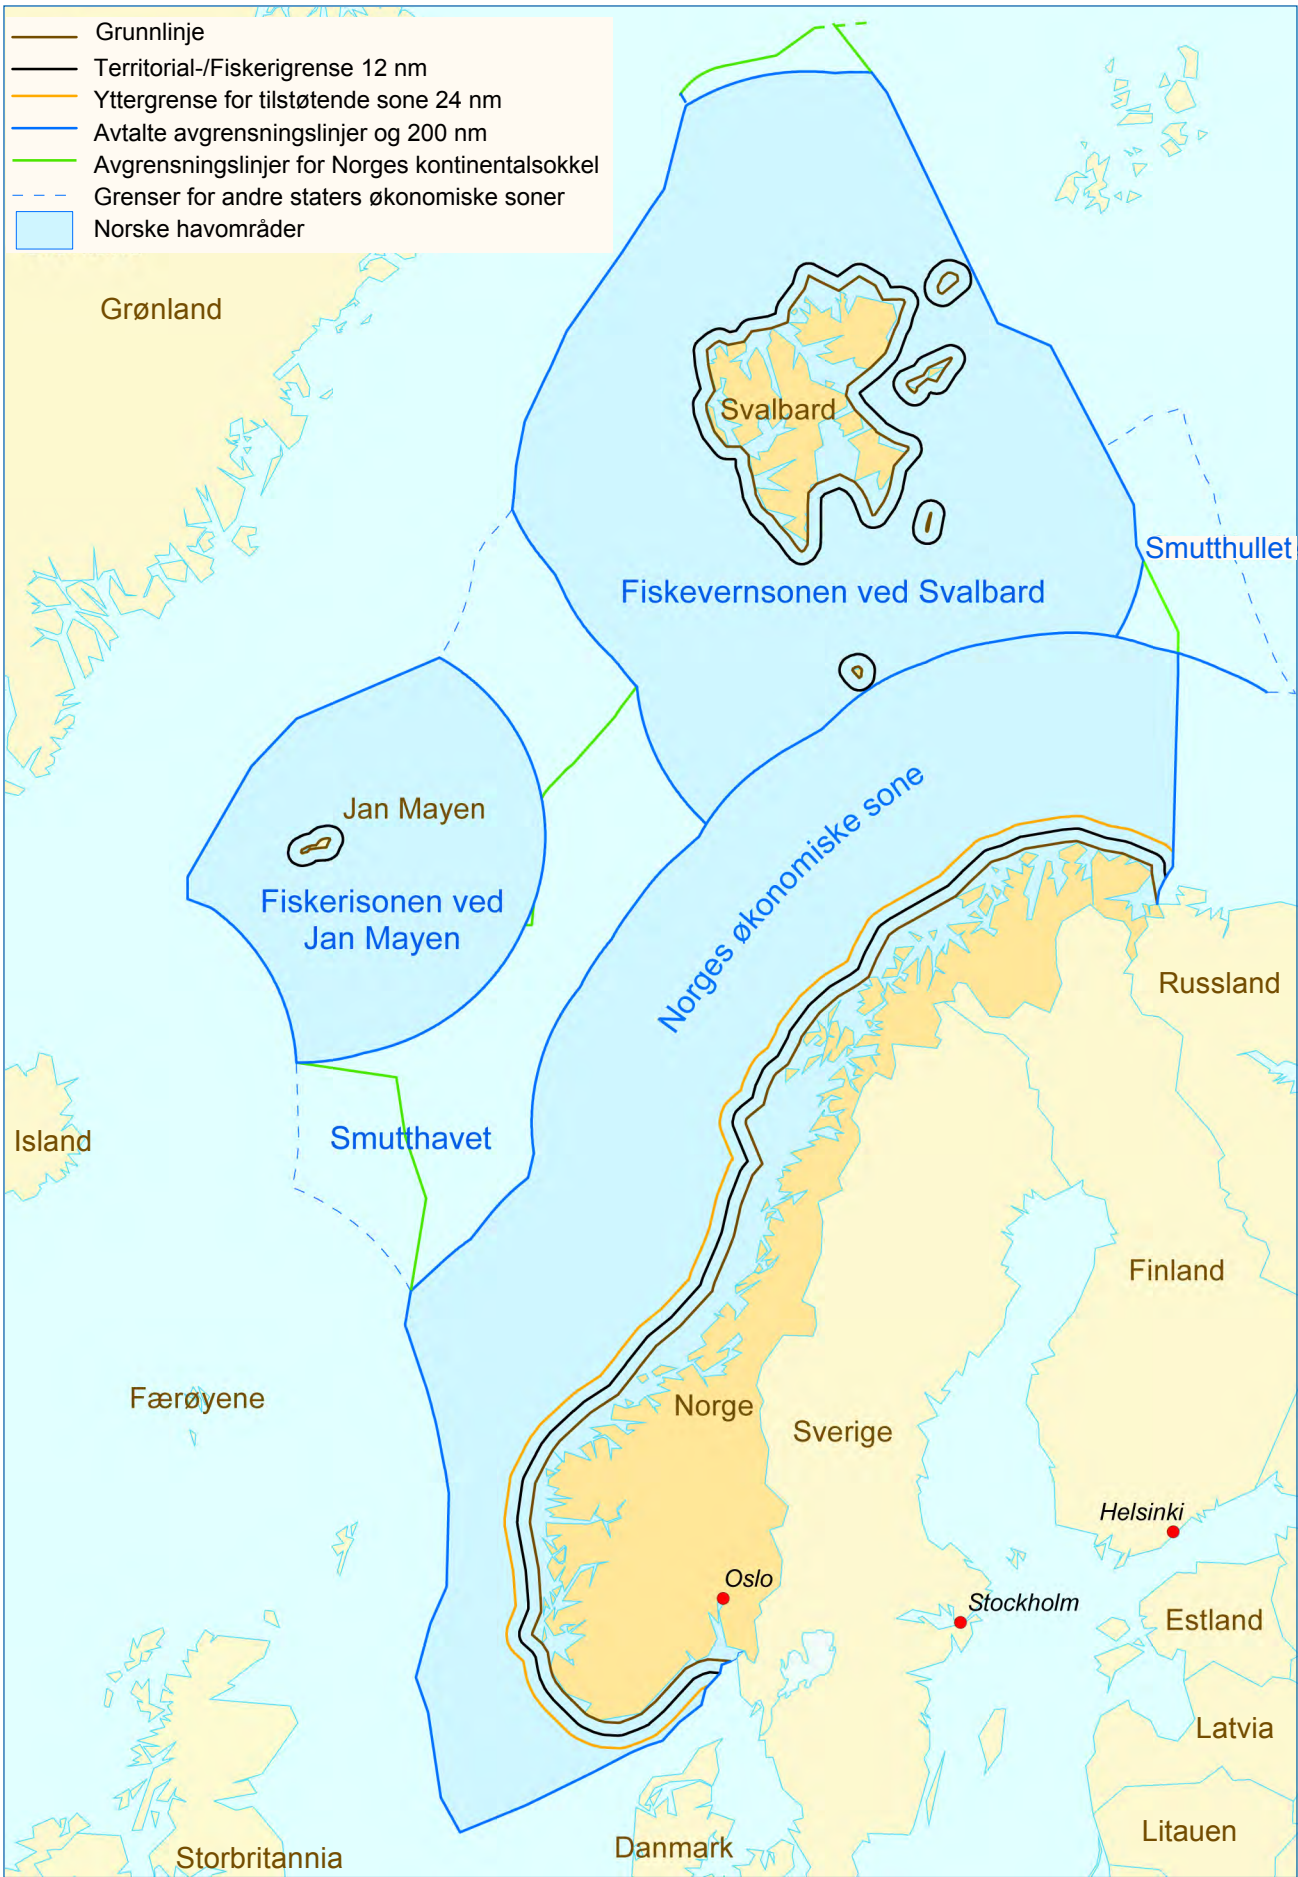 Grunnlinje
Territorial-/Fiskerigrense 12 nm
Yttergrense for tilstøtende sone 24 nm
Avtalte avgrensningslinjer og 200 nm
Avgrensningslinjer for Norges kontinentalsokkel
Grenser for andre staters økonomiske soner
Norske havområder
Grønland
Svalbard
Smutthullet
Fiskevernsonen ved Svalbard
Jan Mayen
Fiskerisonen ved
Jan Mayen
Norges økonomiske sone
Russland
Island
Smutthavet
Finland
Færøyene
Norge
Sverige
Helsinki
Oslo
Stockholm
Estland
Latvia
Litauen
Danmark
Storbritannia